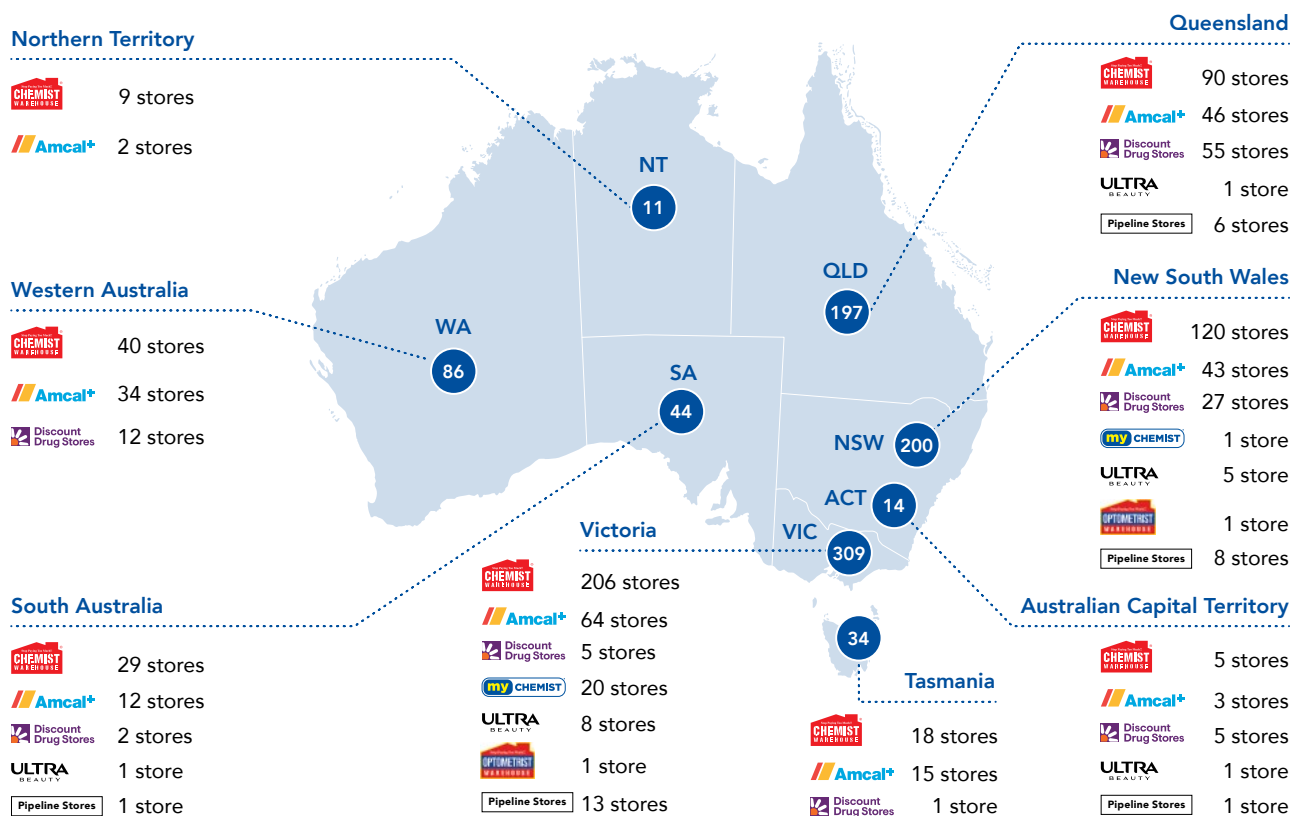 Northern Territory
CHEMIST WAREHOUSE 9 stores
Amcal+ 2 stores
Western Australia
CHEMIST WAREHOUSE 40 stores
Amcal+ 34 stores
Discount Drug Stores 12 stores
South Australia
CHEMIST WAREHOUSE 29 stores
Amcal+ 12 stores
Discount Drug Stores 2 stores
ULTRA BEAUTY 1 store
Pipeline Stores 1 store
NT
11
WA
86
SA
44
QLD
197
NSW
200
ACT
14
VIC
309
34
Victoria
CHEMIST WAREHOUSE 206 stores
Amcal+ 64 stores
Discount Drug Stores 5 stores
my CHEMIST 20 stores
ULTRA BEAUTY 8 stores
OPTOMETRIST WAREHOUSE 1 store
Pipeline Stores 13 stores
Tasmania
CHEMIST WAREHOUSE 18 stores
Amcal+ 15 stores
Discount Drug Stores 1 store
Queensland
CHEMIST WAREHOUSE 90 stores
Amcal+ 46 stores
Discount Drug Stores 55 stores
ULTRA BEAUTY 1 store
Pipeline Stores 6 stores
New South Wales
CHEMIST WAREHOUSE 120 stores
Amcal+ 43 stores
Discount Drug Stores 27 stores
my CHEMIST 1 store
ULTRA BEAUTY 5 store
OPTOMETRIST WAREHOUSE 1 store
Pipeline Stores 8 stores
Australian Capital Territory
CHEMIST WAREHOUSE 5 stores
Amcal+ 3 stores
Discount Drug Stores 5 stores
ULTRA BEAUTY 1 store
Pipeline Stores 1 store